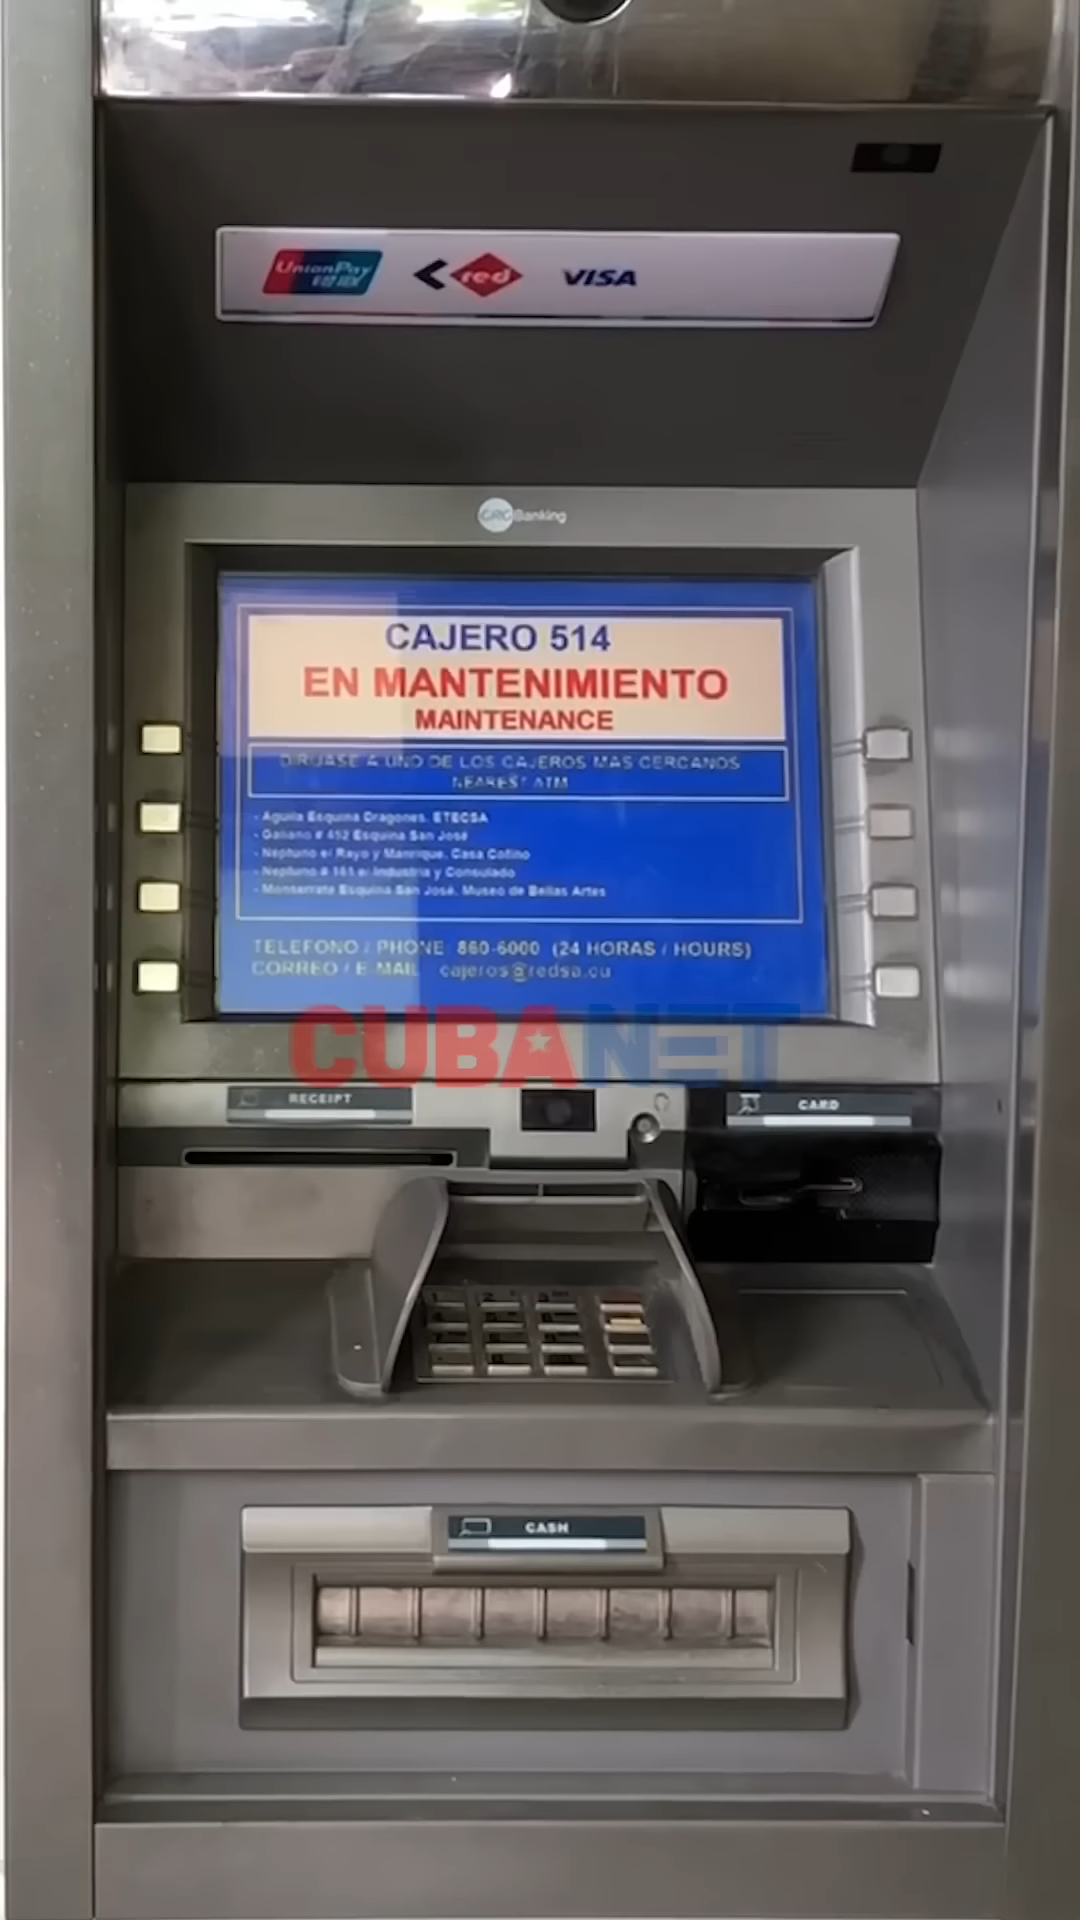 UnionPay
银联
red
VISA
GRGBanking
CAJERO 514
EN MANTENIMIENTO
MAINTENANCE
DIRIJASE A UNO DE LOS CAJEROS MAS CERCANOS
NEAREST ATM
- Aguila Esquina Dragones. ETECSA
- Galiano # 452 Esquina San José
- Neptuno e/ Rayo y Manrique. Casa Cofiño
- Neptuno # 161 e/ Industria y Consulado
- Monserrate Esquina San José. Museo de Bellas Artes
TELEFONO / PHONE 860-6000 (24 HORAS / HOURS)
CORREO / E-MAIL cajeros@redsa.cu
CUBANET
RECEIPT
CARD
CASH